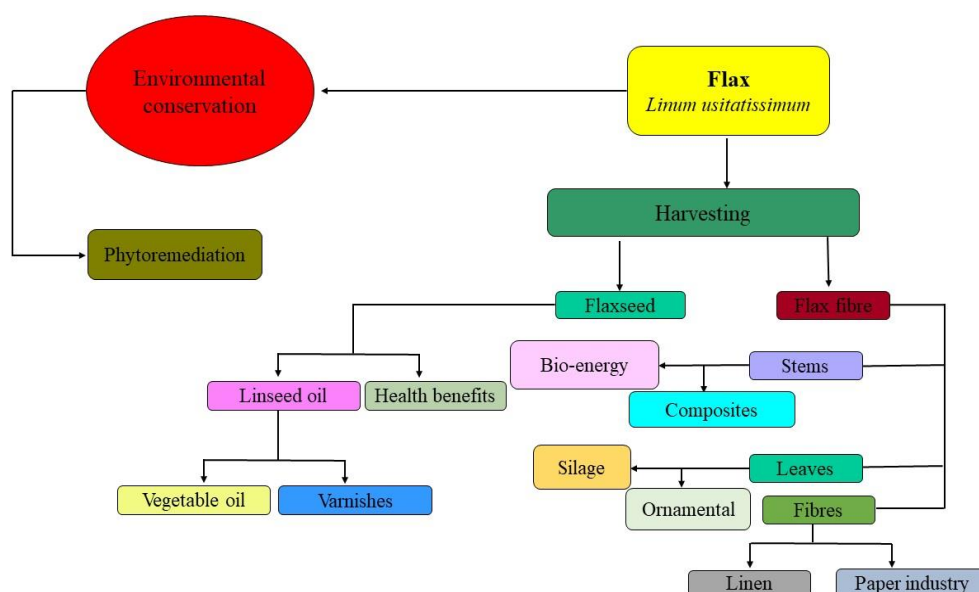 Environmental
conservation
Flax
Linum usitatissimum
Harvesting
Phytoremediation
Flaxseed
Flax fibre
Bio-energy
Stems
Linseed oil
Health benefits
Composites
Silage
Leaves
Vegetable oil
Varnishes
Ornamental
Fibres
Linen
Paper industry